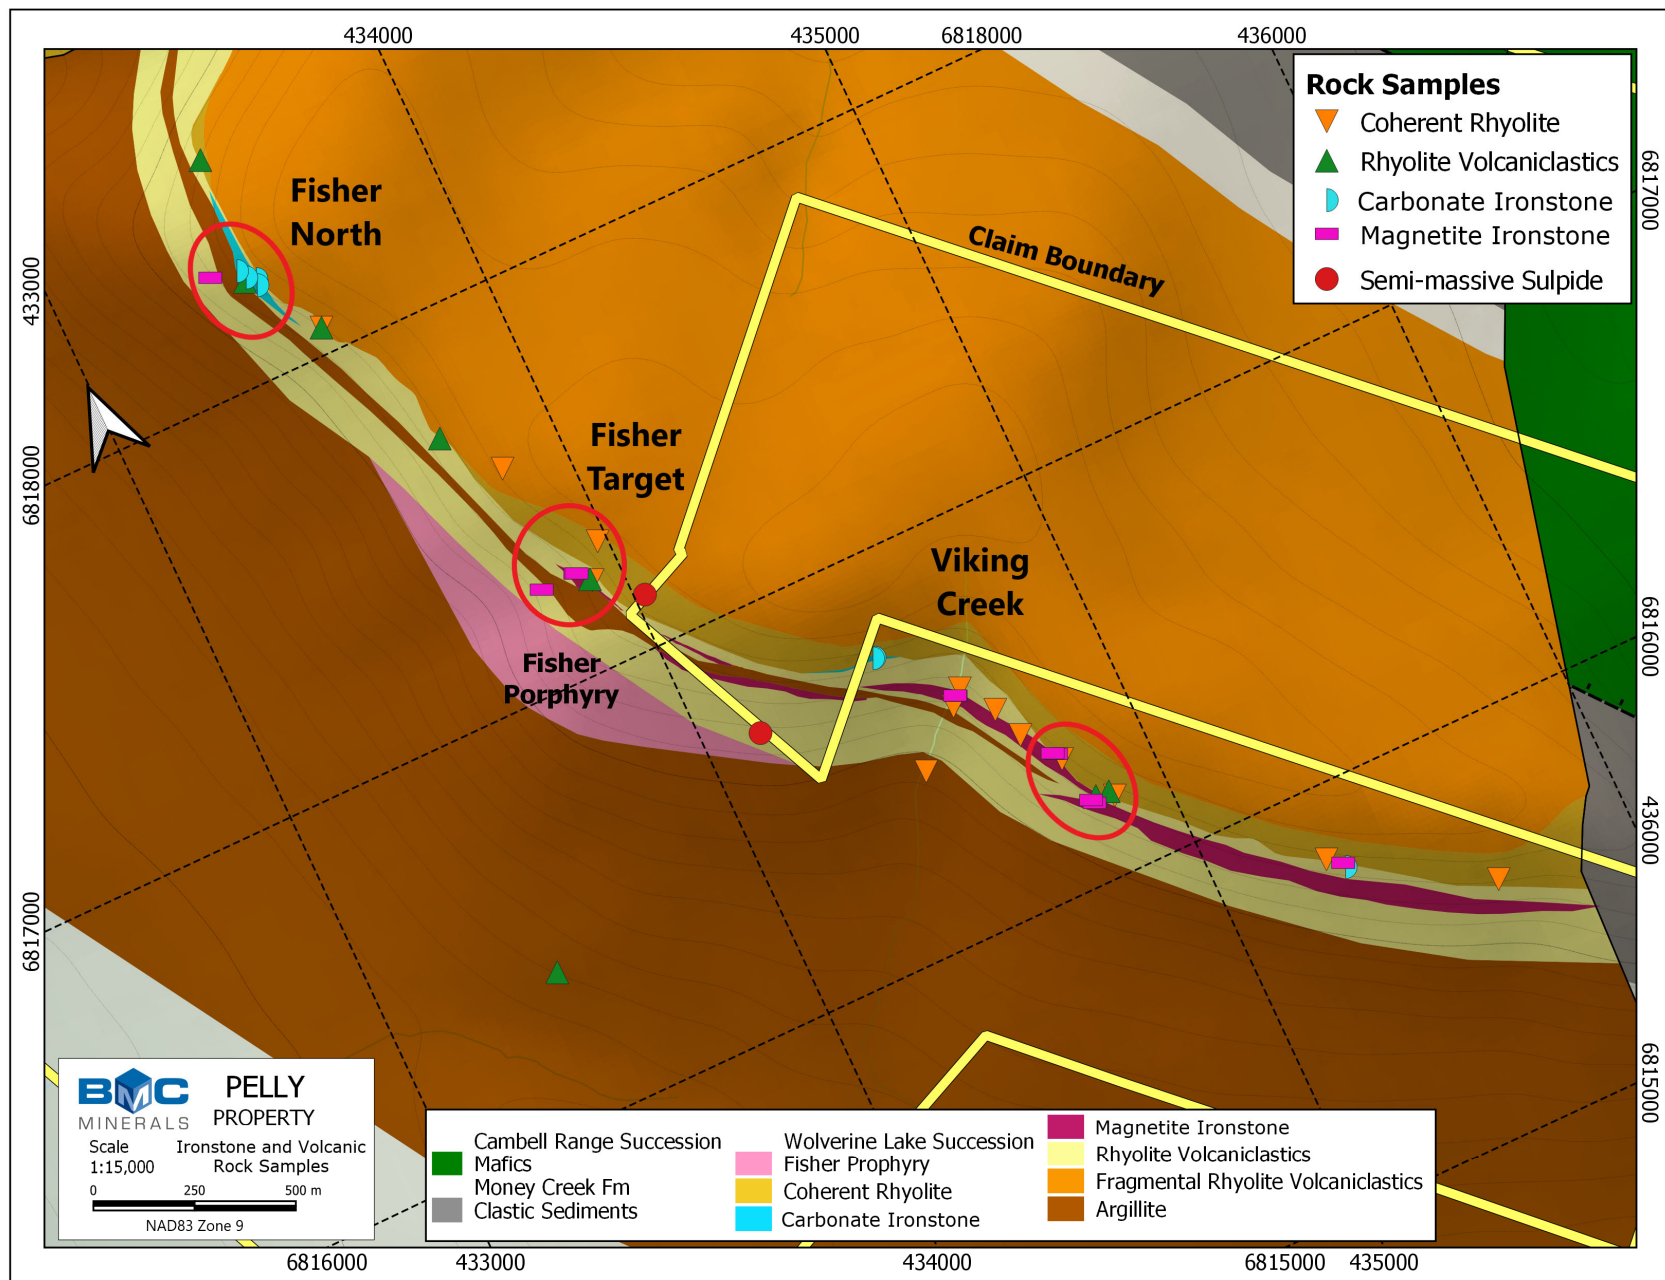 434000
435000
6818000
436000
Rock Samples
Coherent Rhyolite
Rhyolite Volcaniclastics
Carbonate Ironstone
Magnetite Ironstone
Semi-massive Sulpide
6817000
Fisher
North
Claim Boundary
433000
Fisher
Target
6818000
Viking
Creek
6816000
Fisher
Porphyry
436000
6817000
6815000
BMC
MINERALS
PELLY
PROPERTY
Scale
1:15,000
Ironstone and Volcanic
Rock Samples
0 250 500 m
NAD83 Zone 9
Cambell Range Succession
Mafics
Money Creek Fm
Clastic Sediments
Wolverine Lake Succession
Fisher Prophyry
Coherent Rhyolite
Carbonate Ironstone
Magnetite Ironstone
Rhyolite Volcaniclastics
Fragmental Rhyolite Volcaniclastics
Argillite
6816000
433000
434000
6815000
435000